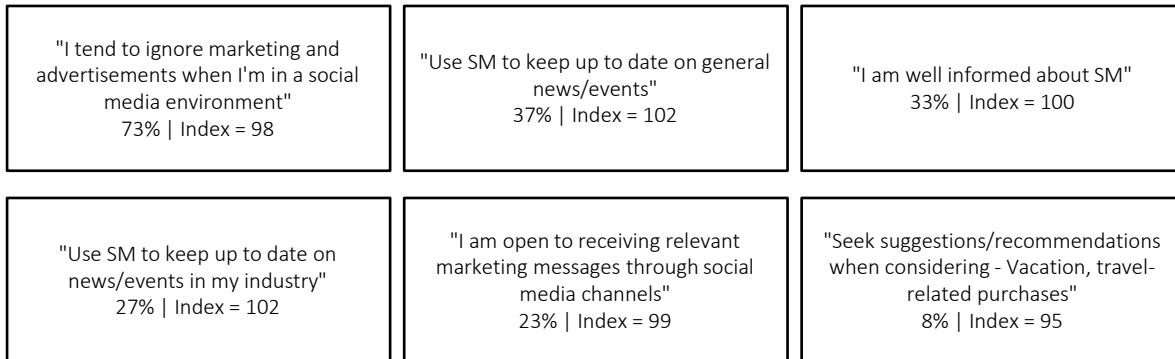 "I tend to ignore marketing and
advertisements when I'm in a social
media environment"
73% | Index = 98
"Use SM to keep up to date on general
news/events"
37% | Index = 102
"I am well informed about SM"
33% | Index = 100
"Use SM to keep up to date on
news/events in my industry"
27% | Index = 102
"I am open to receiving relevant
marketing messages through social
media channels"
23% | Index = 99
"Seek suggestions/recommendations
when considering - Vacation, travel-
related purchases"
8% | Index = 95